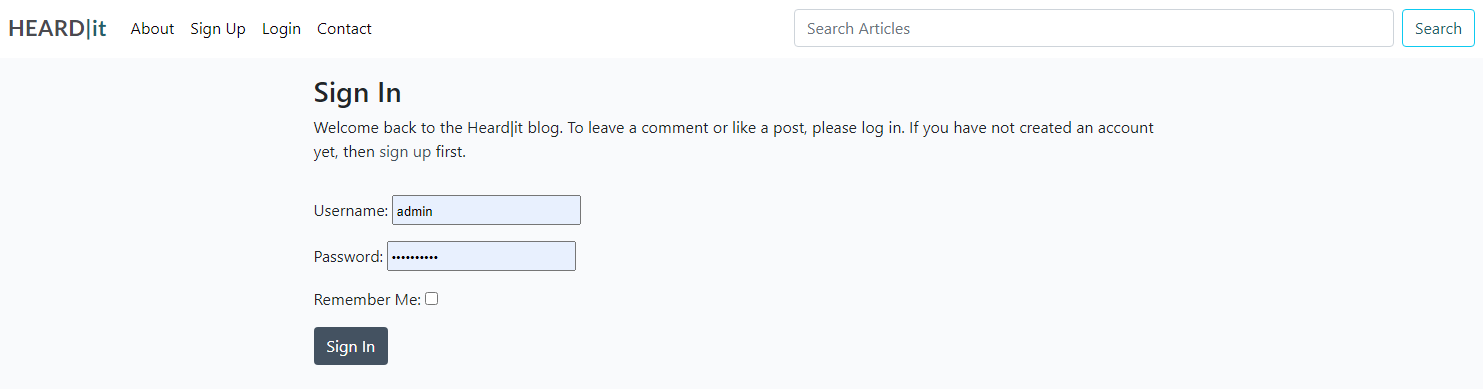 HEARD|it About Sign Up Login Contact Search Articles Search
Sign In
Welcome back to the Heard|it blog. To leave a comment or like a post, please log in. If you have not created an account
yet, then sign up first.
Username: admin
Password: ••••••••••
Remember Me:
Sign In